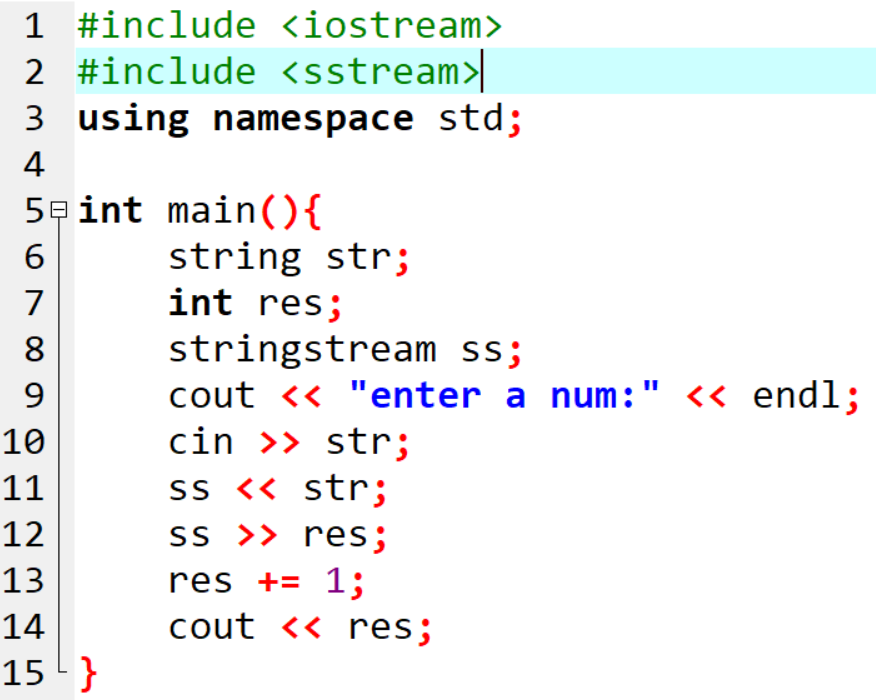 1 #include <iostream>
2 #include <sstream>
3 using namespace std;
4
5 int main(){
6     string str;
7     int res;
8     stringstream ss;
9     cout << "enter a num:" << endl;
10     cin >> str;
11     ss << str;
12     ss >> res;
13     res += 1;
14     cout << res;
15 }